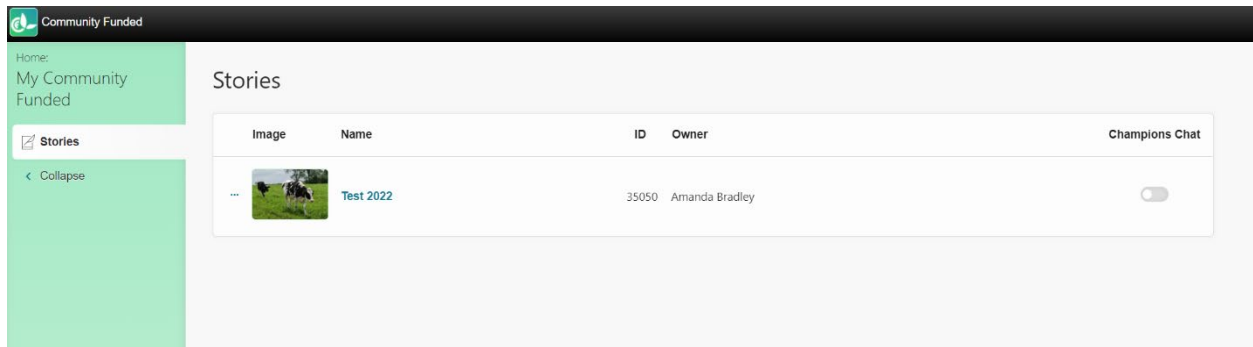 Community Funded
Home:
My Community
Funded
Stories
Collapse
Stories
Image Name ID Owner Champions Chat
... Test 2022 35050 Amanda Bradley